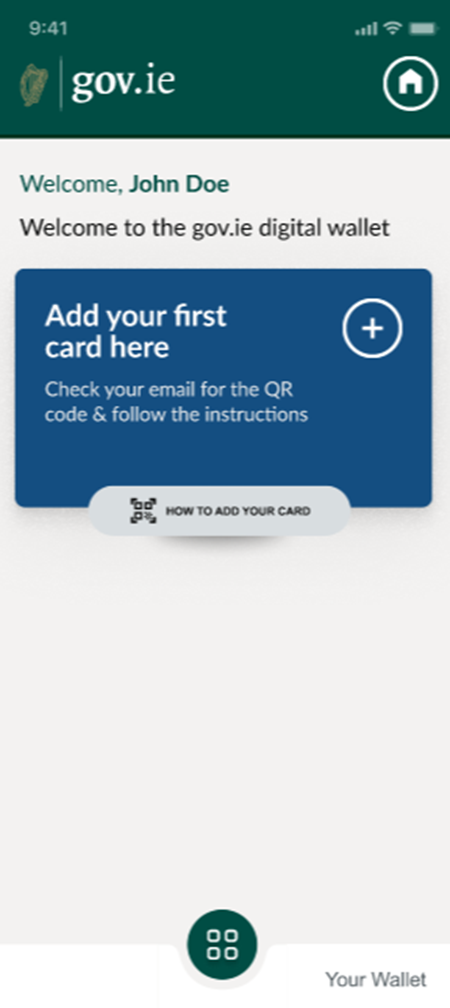 9:41
gov.ie
Welcome, John Doe
Welcome to the gov.ie digital wallet
Add your first
card here
Check your email for the QR
code & follow the instructions
HOW TO ADD YOUR CARD
Your Wallet